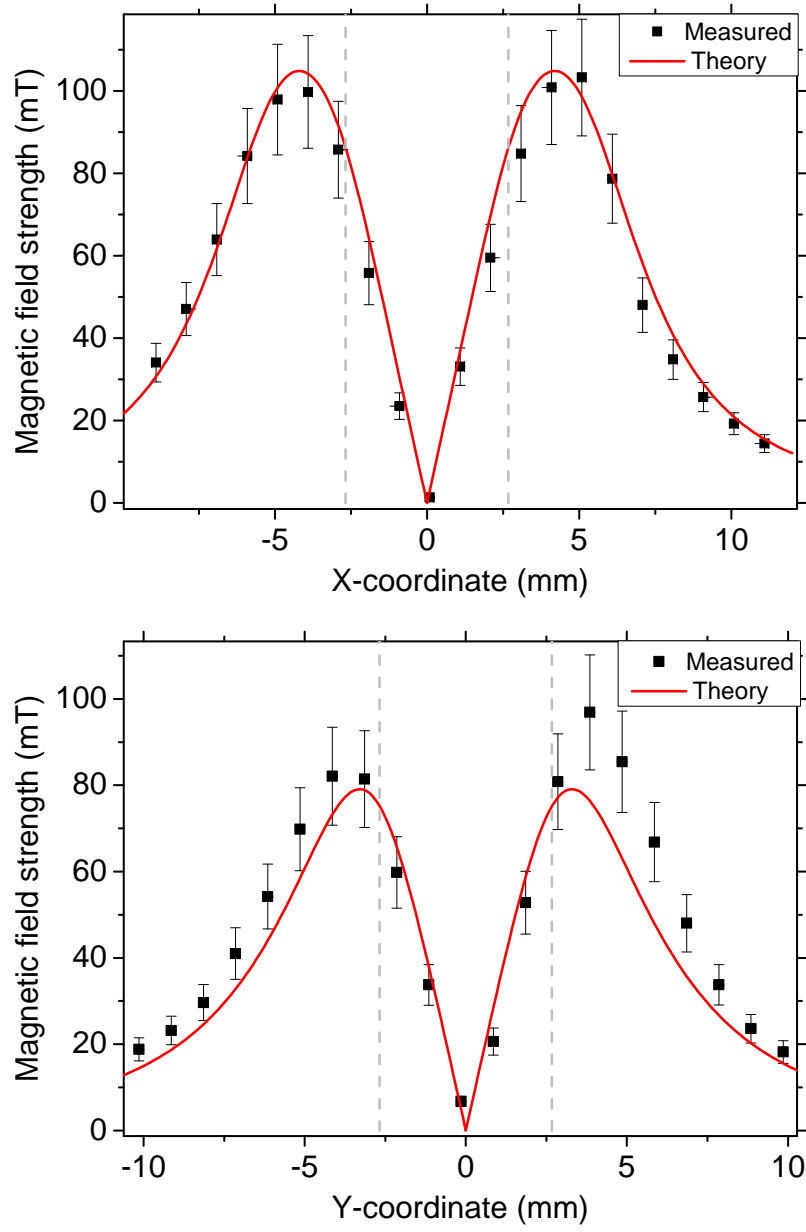 Measured
Theory
Magnetic field strength (mT)
100
80
60
40
20
0
-5 0 5 10
X-coordinate (mm)
Measured
Theory
Magnetic field strength (mT)
100
80
60
40
20
0
-10 -5 0 5 10
Y-coordinate (mm)